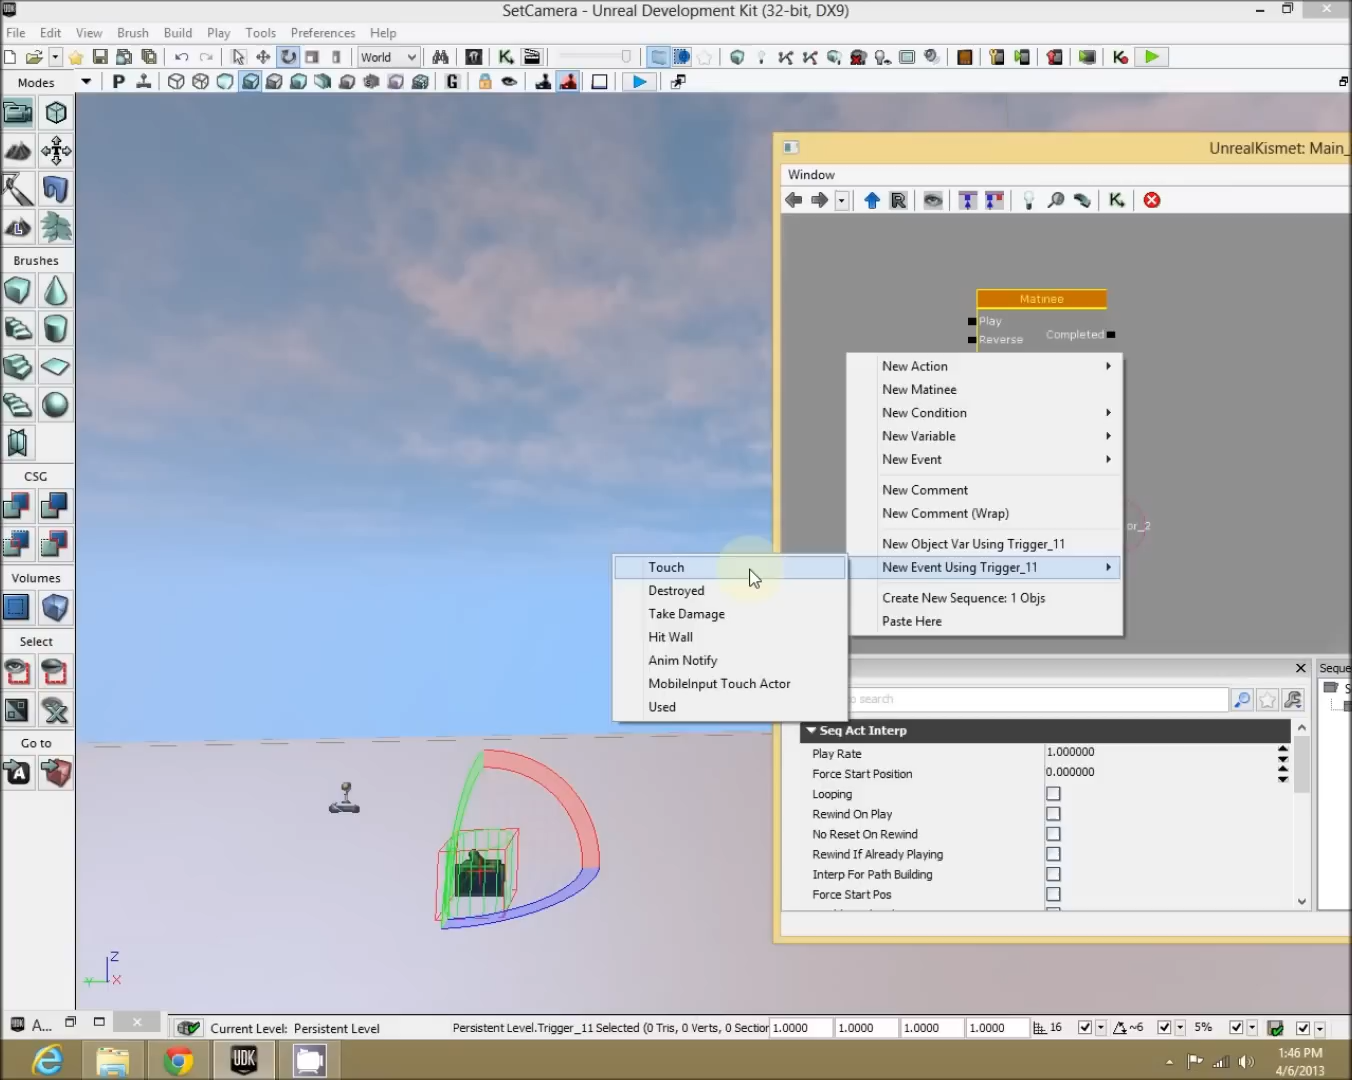 SetCamera - Unreal Development Kit (32-bit, DX9)
File Edit View Brush Build Play Tools Preferences Help
World
Modes
P
G
UnrealKismet: Main_
Window
R
K
Matinee
Play
Reverse
Completed
New Action
New Matinee
New Condition
New Variable
New Event
New Comment
New Comment (Wrap)
New Object Var Using Trigger_11
New Event Using Trigger_11
Create New Sequence: 1 Objs
Paste Here
or_2
Touch
Destroyed
Take Damage
Hit Wall
Anim Notify
MobileInput Touch Actor
Used
Brushes
CSG
Volumes
Select
Go to
o search
Seque
S
Seq Act Interp
Play Rate 1.000000
Force Start Position 0.000000
Looping
Rewind On Play
No Reset On Rewind
Rewind If Already Playing
Interp For Path Building
Force Start Pos
Z
Y
X
A...
Current Level: Persistent Level
Persistent Level.Trigger_11 Selected (0 Tris, 0 Verts, 0 Section
1.0000 1.0000 1.0000 1.0000
16
~6
5%
UDK
1:46 PM
4/6/2013